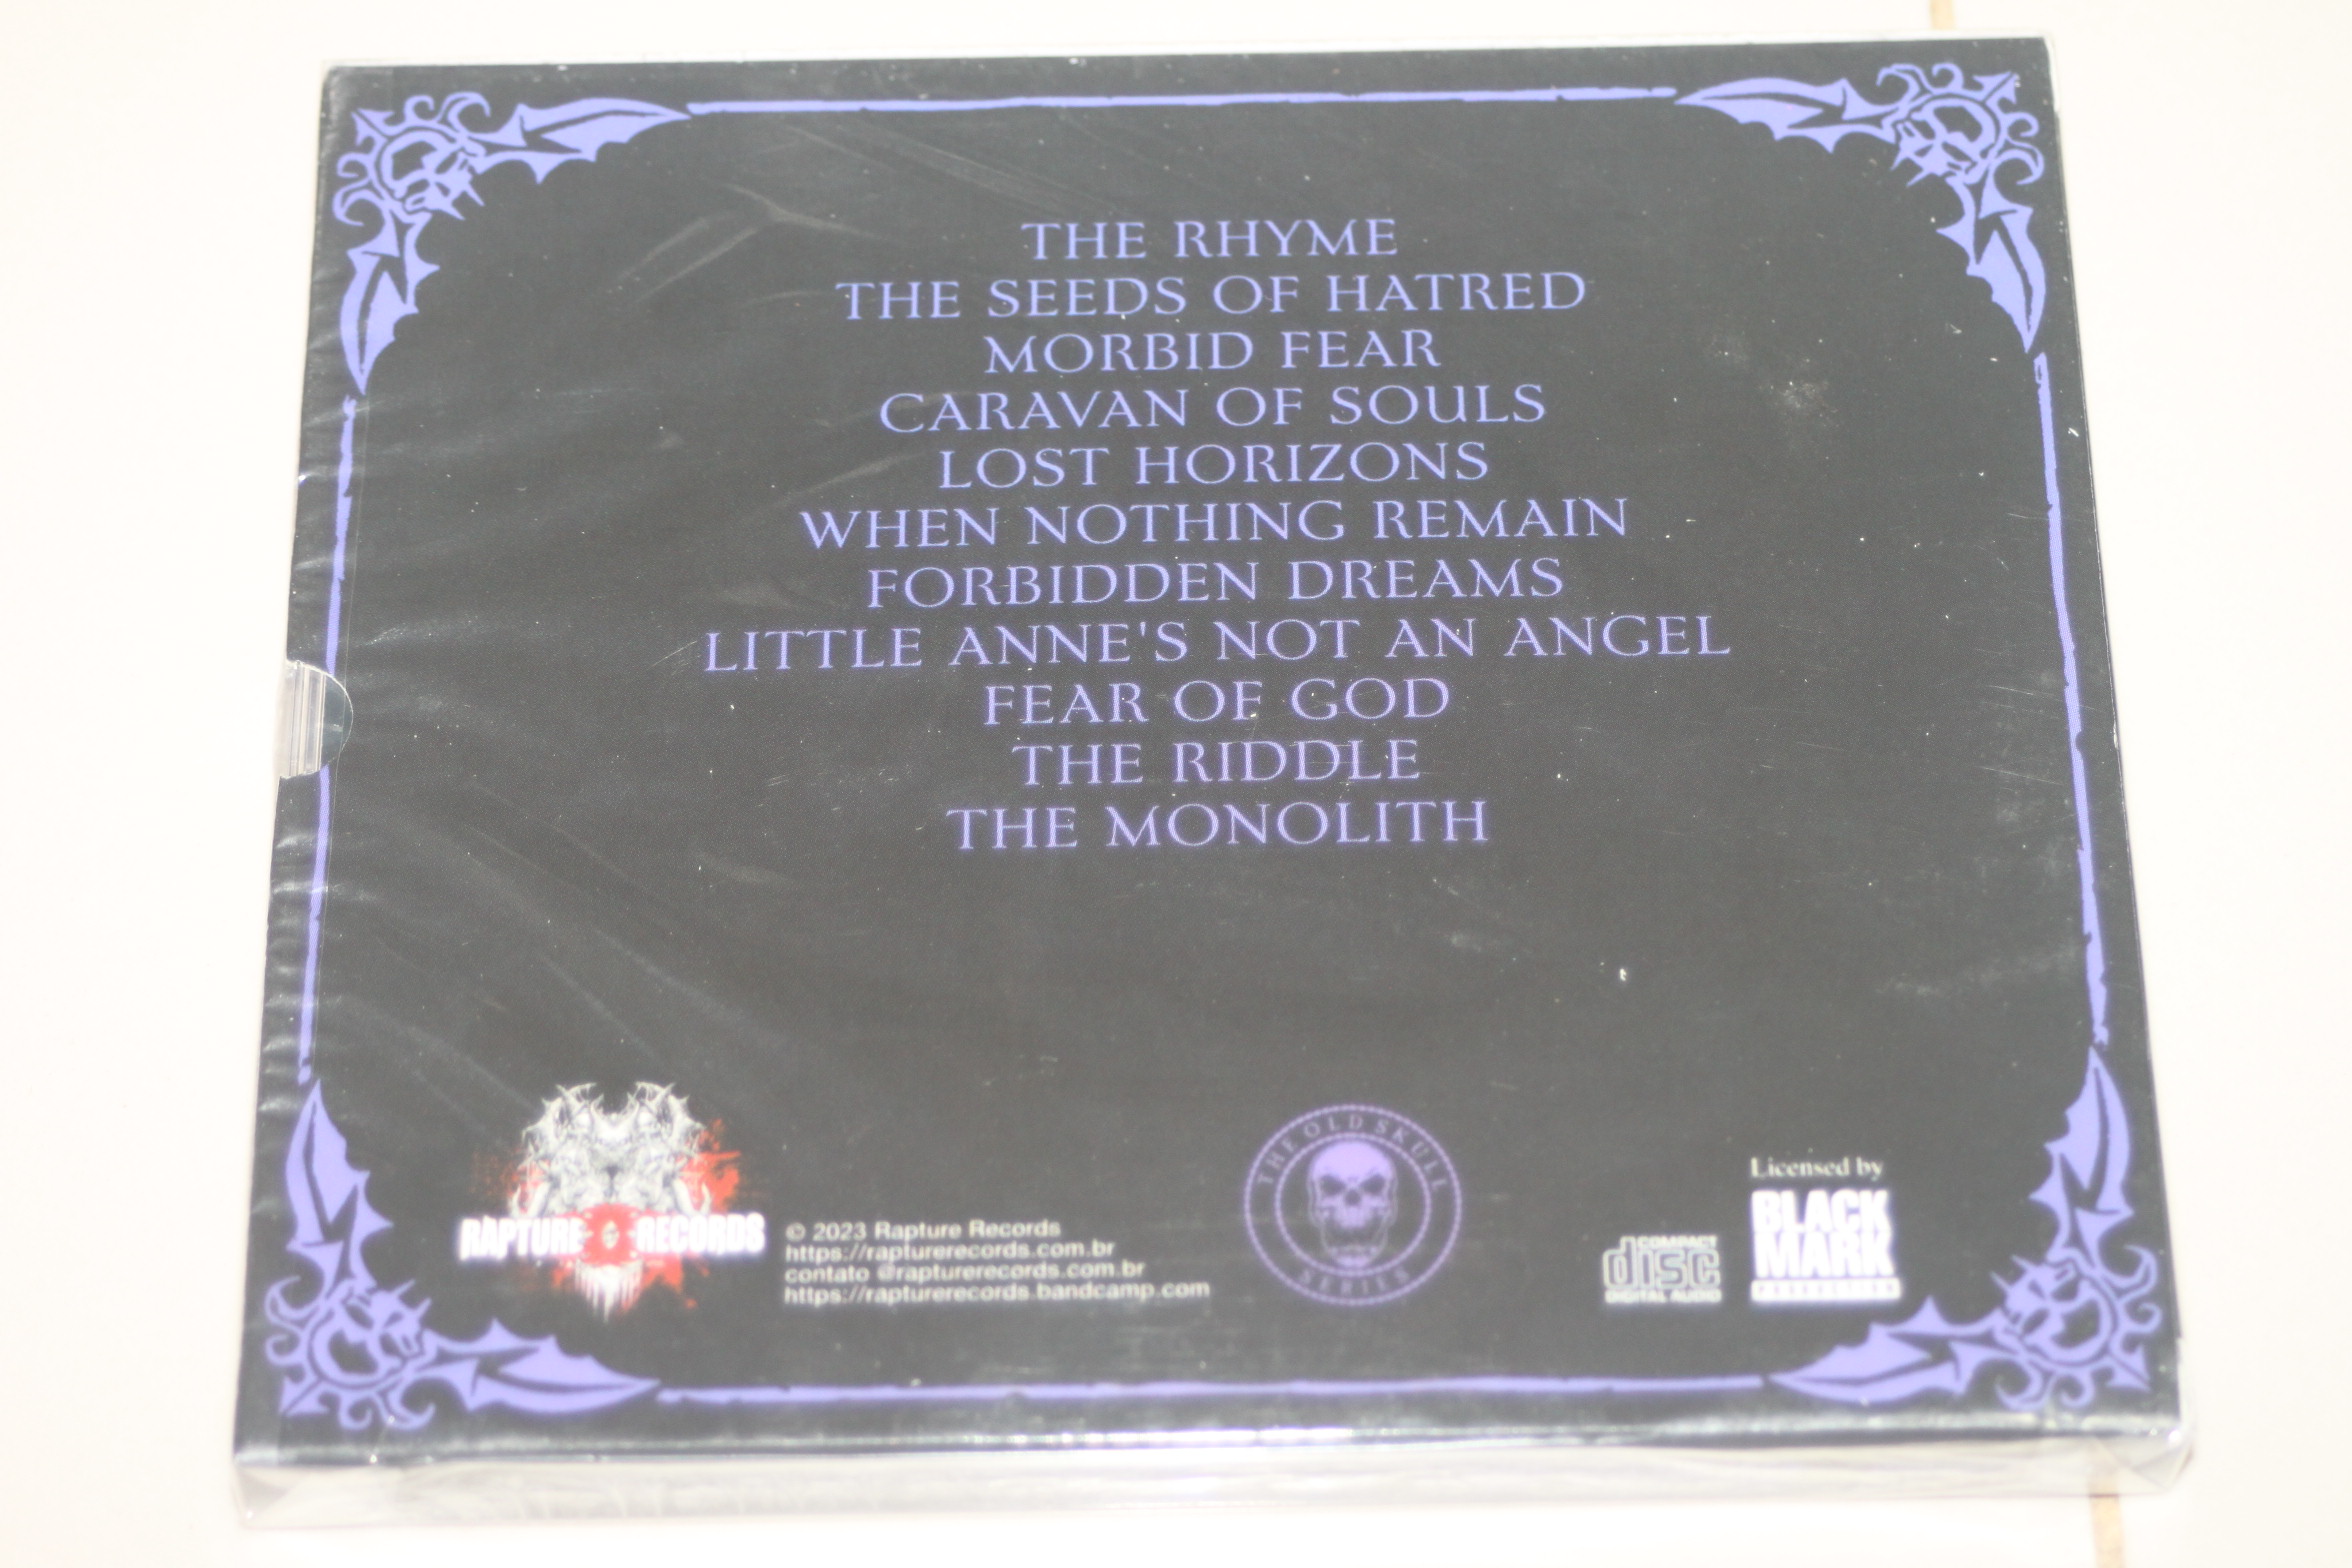 THE RHYME
THE SEEDS OF HATRED
MORBID FEAR
CARAVAN OF SOULS
LOST HORIZONS
WHEN NOTHING REMAIN
FORBIDDEN DREAMS
LITTLE ANNE'S NOT AN ANGEL
FEAR OF GOD
THE RIDDLE
THE MONOLITH
RAPTURE RECORDS
© 2023 Rapture Records
https://rapturerecords.com.br
contato @rapturerecords.com.br
https://rapturerecords.bandcamp.com
THE OLD SKULL
SERIES
COMPACT
disc
DIGITAL AUDIO
Licensed by
BLACK
MARK